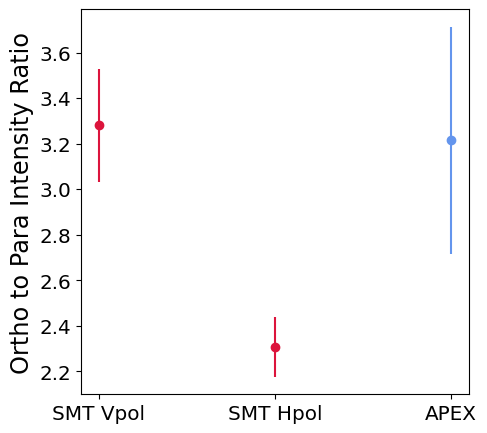 Ortho to Para Intensity Ratio
3.6
3.4
3.2
3.0
2.8
2.6
2.4
2.2
SMT Vpol
SMT Hpol
APEX